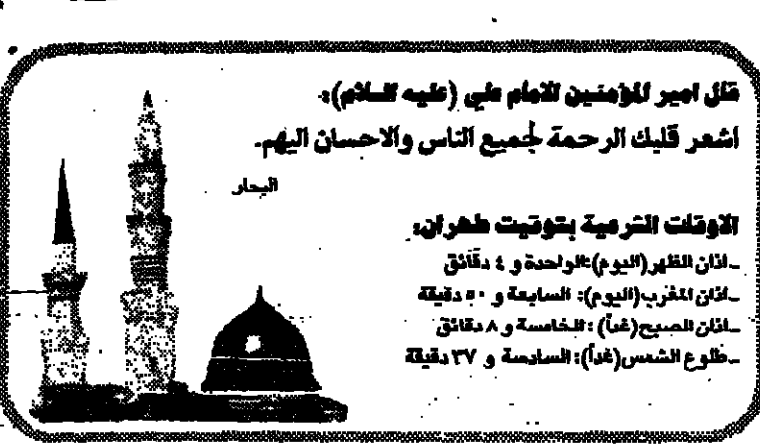 قال امير المؤمنين الامام علي (عليه السلام):
أشعر قلبك الرحمة لجميع الناس والاحسان اليهم.
البحار
الاوقات الشرعية بتوقيت طهران:
ـ اذان الظهر (اليوم): الواحدة و ٤ دقائق
ـ اذان المغرب (اليوم): السابعة و ٥٠ دقيقة
ـ اذان الصبح (غداً): الخامسة و ٨ دقائق
ـ طلوع الشمس (غداً): السادسة و ٣٧ دقيقة